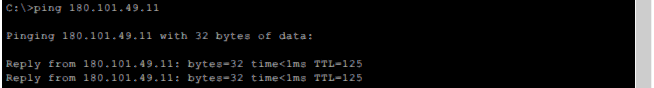 C:\>ping 180.101.49.11
Pinging 180.101.49.11 with 32 bytes of data:
Reply from 180.101.49.11: bytes=32 time<1ms TTL=125
Reply from 180.101.49.11: bytes=32 time<1ms TTL=125